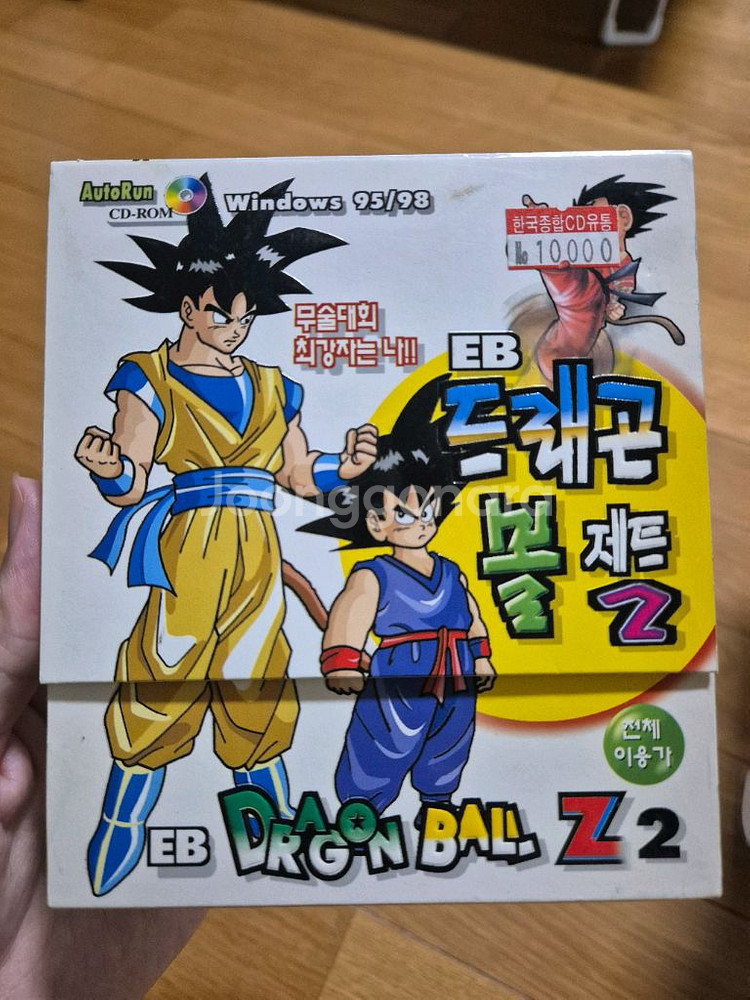 AutoRun
CD-ROM
Windows 95/98
한국종합CD유통
№ 10000
무술대회
최강자는 나!!
EB
드래곤
볼 제트
Z
Joonggonara
전체
이용가
EB DRAGON BALL Z 2